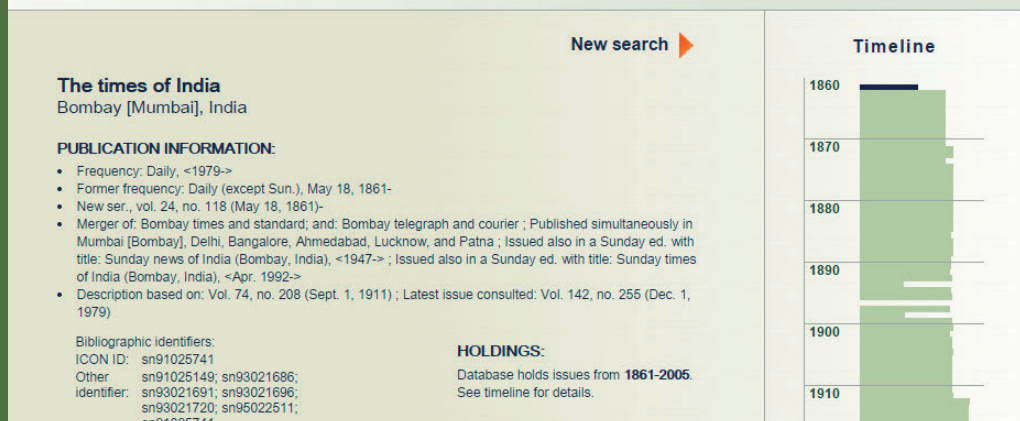 New search
The times of India
Bombay [Mumbai], India
PUBLICATION INFORMATION:
• Frequency: Daily, <1979->
• Former frequency: Daily (except Sun.), May 18, 1861-
• New ser., vol. 24, no. 118 (May 18, 1861)-
• Merger of: Bombay times and standard; and: Bombay telegraph and courier ; Published simultaneously in
Mumbai [Bombay], Delhi, Bangalore, Ahmedabad, Lucknow, and Patna ; Issued also in a Sunday ed. with
title: Sunday news of India (Bombay, India), <1947-> ; Issued also in a Sunday ed. with title: Sunday times
of India (Bombay, India), <Apr. 1992->
• Description based on: Vol. 74, no. 208 (Sept. 1, 1911) ; Latest issue consulted: Vol. 142, no. 255 (Dec. 1,
1979)
Bibliographic identifiers:
ICON ID: sn91025741
Other sn91025149; sn93021686;
identifier: sn93021691; sn93021696;
sn93021720; sn95022511;
HOLDINGS:
Database holds issues from 1861-2005.
See timeline for details.
Timeline
1860
1870
1880
1890
1900
1910